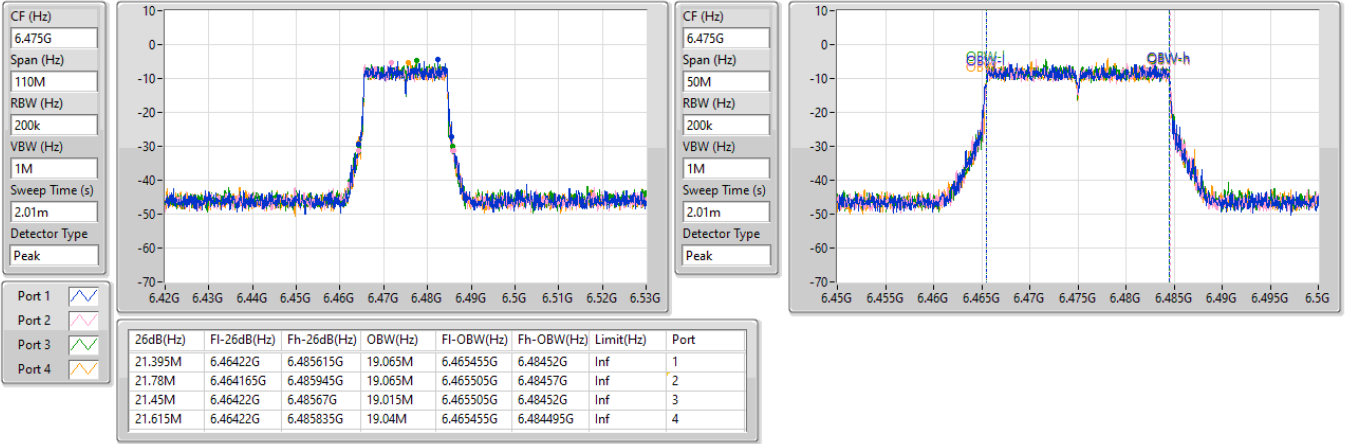 CF (Hz)
6.475G
Span (Hz)
110M
RBW (Hz)
200k
VBW (Hz)
1M
Sweep Time (s)
2.01m
Detector Type
Peak
10
0
-10
-20
-30
-40
-50
-60
-70
6.42G 6.43G 6.44G 6.45G 6.46G 6.47G 6.48G 6.49G 6.5G 6.51G 6.52G 6.53G
CF (Hz)
6.475G
Span (Hz)
50M
RBW (Hz)
200k
VBW (Hz)
1M
Sweep Time (s)
2.01m
Detector Type
Peak
10
0
-10
-20
-30
-40
-50
-60
-70
OBW-l OBW-h
6.45G 6.455G 6.46G 6.465G 6.47G 6.475G 6.48G 6.485G 6.49G 6.495G 6.5G
Port 1
Port 2
Port 3
Port 4
26dB(Hz) Fl-26dB(Hz) Fh-26dB(Hz) OBW(Hz) Fl-OBW(Hz) Fh-OBW(Hz) Limit(Hz) Port
21.395M 6.46422G 6.485615G 19.065M 6.465455G 6.48452G Inf 1
21.78M 6.464165G 6.485945G 19.065M 6.465505G 6.48457G Inf 2
21.45M 6.46422G 6.48567G 19.015M 6.465505G 6.48452G Inf 3
21.615M 6.46422G 6.485835G 19.04M 6.465455G 6.484495G Inf 4